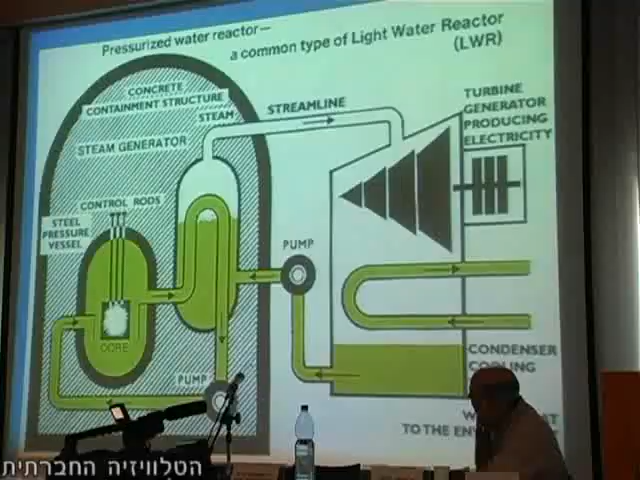 Pressurized water reactor—
a common type of Light Water Reactor
(LWR)
CONCRETE
CONTAINMENT STRUCTURE
STEAM
STREAMLINE
STEAM GENERATOR
TURBINE
GENERATOR
PRODUCING
ELECTRICITY
CONTROL RODS
STEEL
PRESSURE
VESSEL
PUMP
CORE
PUMP
CONDENSER
COOLING
TO THE
הטלוויזיה החברתית